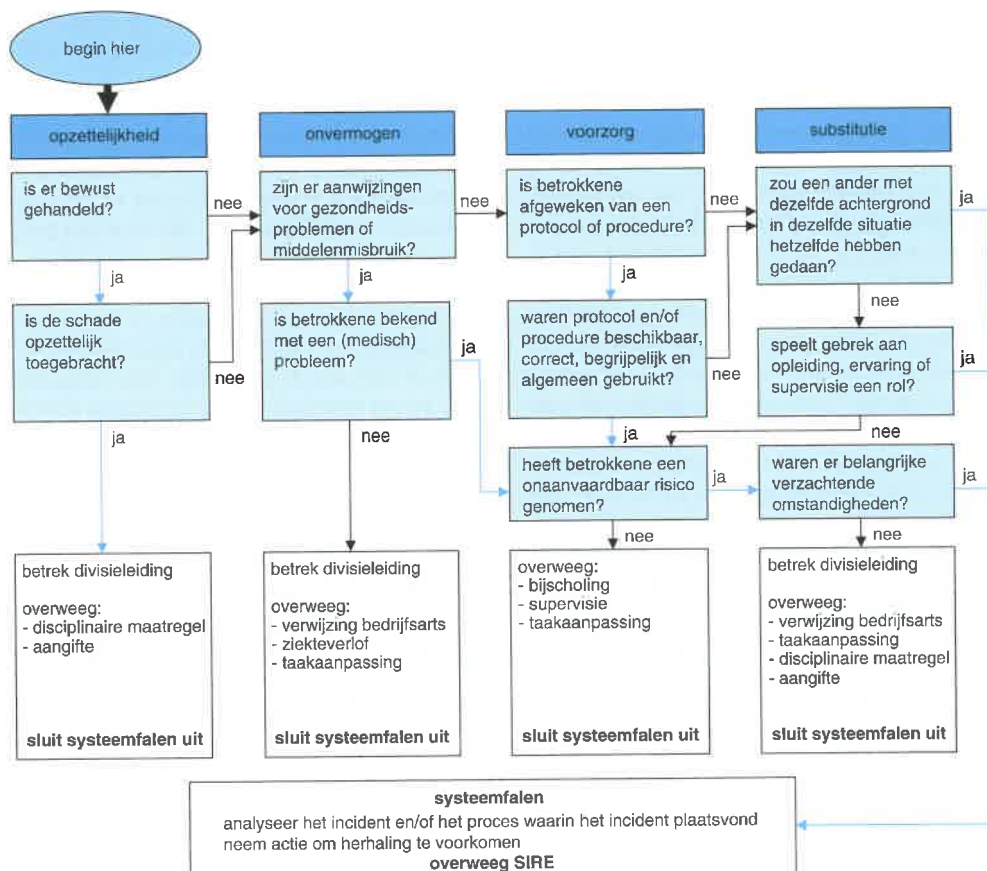 begin hier
opzettelijkheid
is er bewust
gehandeld?
nee
ja
is de schade
opzettelijk
toegebracht?
nee
ja
betrek divisieleiding
overweeg:
- disciplinaire maatregel
- aangifte
sluit systeemfalen uit
onvermogen
zijn er aanwijzingen
voor gezondheids-
problemen of
middelenmisbruik?
nee
ja
is betrokkene bekend
met een (medisch)
probleem?
ja
nee
betrek divisieleiding
overweeg:
- verwijzing bedrijfsarts
- ziekteverlof
- taakaanpassing
sluit systeemfalen uit
voorzorg
is betrokkene
afgeweken van een
protocol of procedure?
nee
ja
waren protocol en/of
procedure beschikbaar,
correct, begrijpelijk en
algemeen gebruikt?
nee
ja
heeft betrokkene een
onaanvaardbaar risico
genomen?
ja
nee
overweeg:
- bijscholing
- supervisie
- taakaanpassing
sluit systeemfalen uit
substitutie
zou een ander met
dezelfde achtergrond
in dezelfde situatie
hetzelfde hebben
gedaan?
ja
nee
speelt gebrek aan
opleiding, ervaring of
supervisie een rol?
ja
nee
waren er belangrijke
verzachtende
omstandigheden?
ja
nee
betrek divisieleiding
overweeg:
- verwijzing bedrijfsarts
- taakaanpassing
- disciplinaire maatregel
- aangifte
sluit systeemfalen uit
systeemfalen
analyseer het incident en/of het proces waarin het incident plaatsvond
neem actie om herhaling te voorkomen
overweeg SIRE